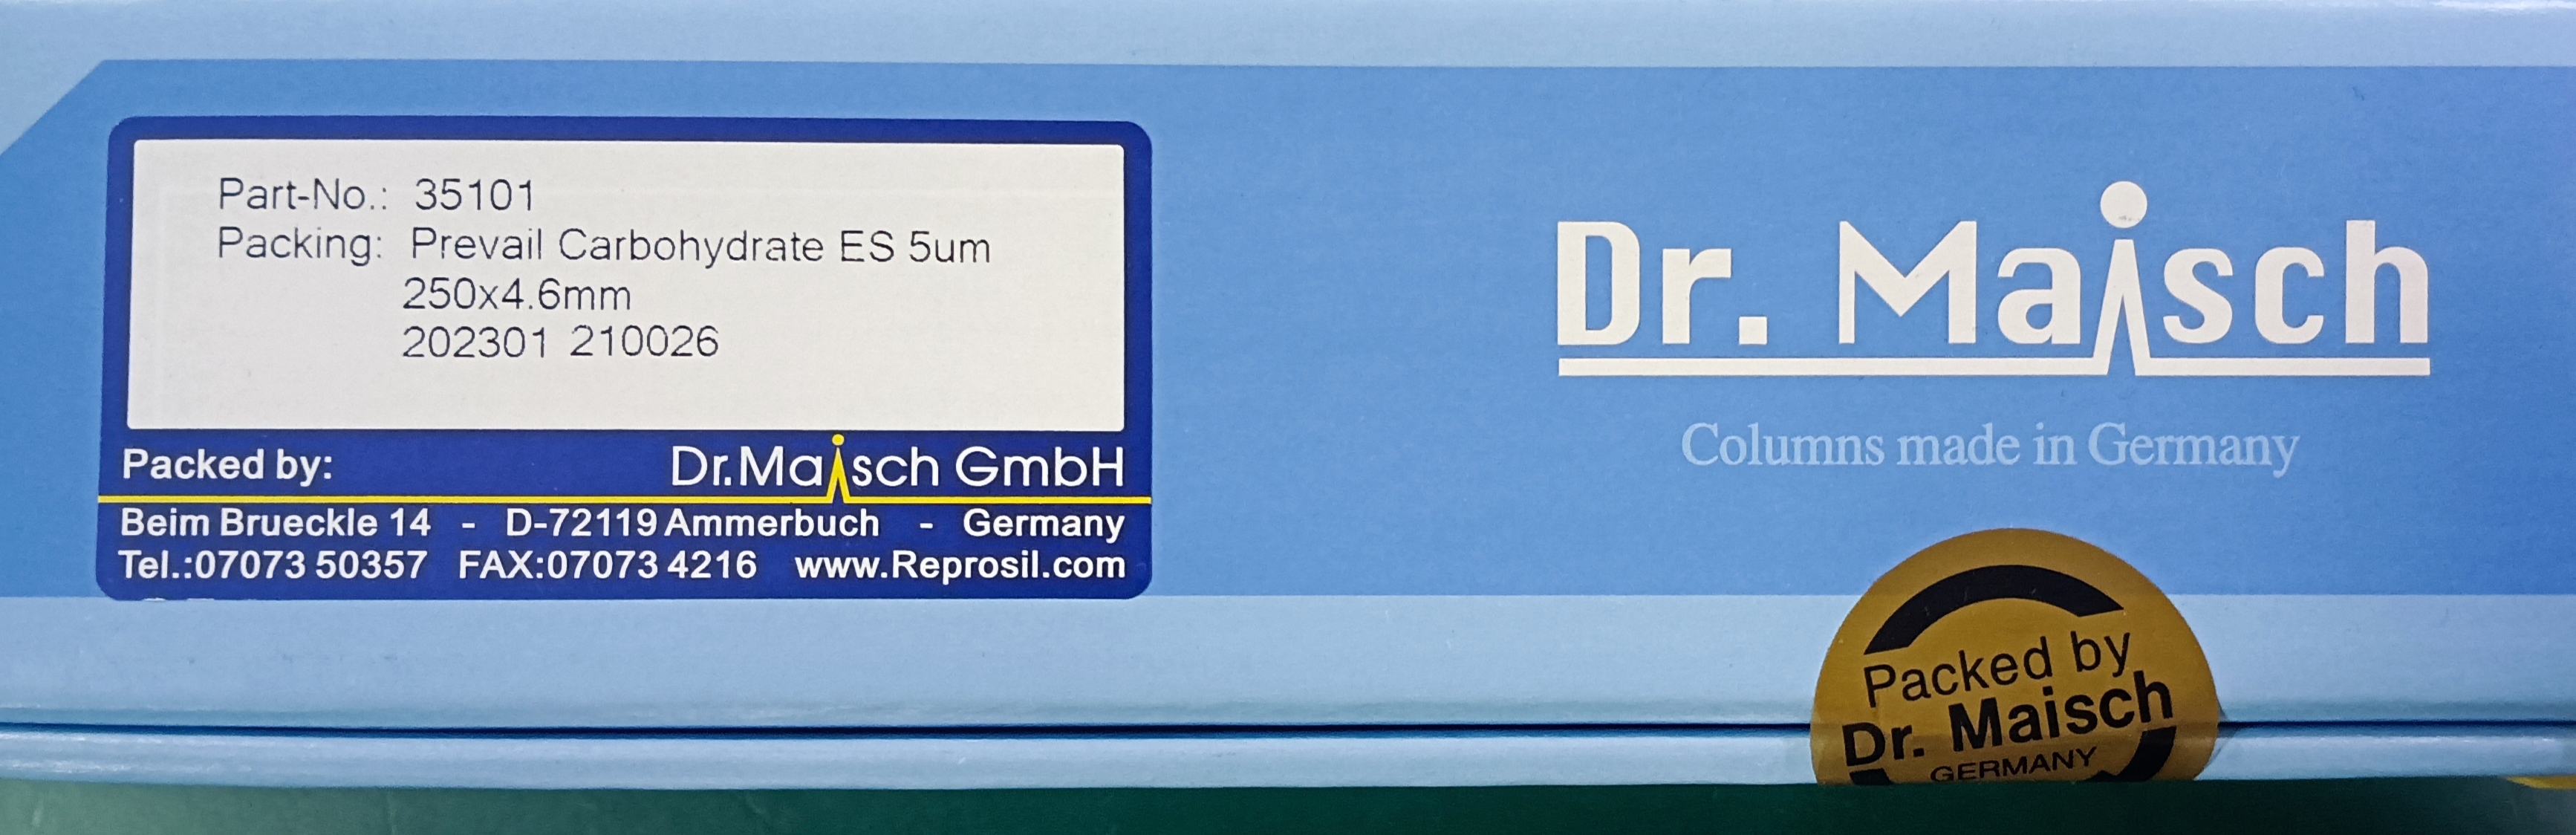 Part-No.: 35101
Packing: Prevail Carbohydrate ES 5um
250x4.6mm
202301 210026
Packed by: Dr.Maisch GmbH
Beim Brueckle 14 - D-72119 Ammerbuch - Germany
Tel.:07073 50357 FAX:07073 4216 www.Reprosil.com
Dr. Maisch
Columns made in Germany
Packed by
Dr. Maisch
GERMANY